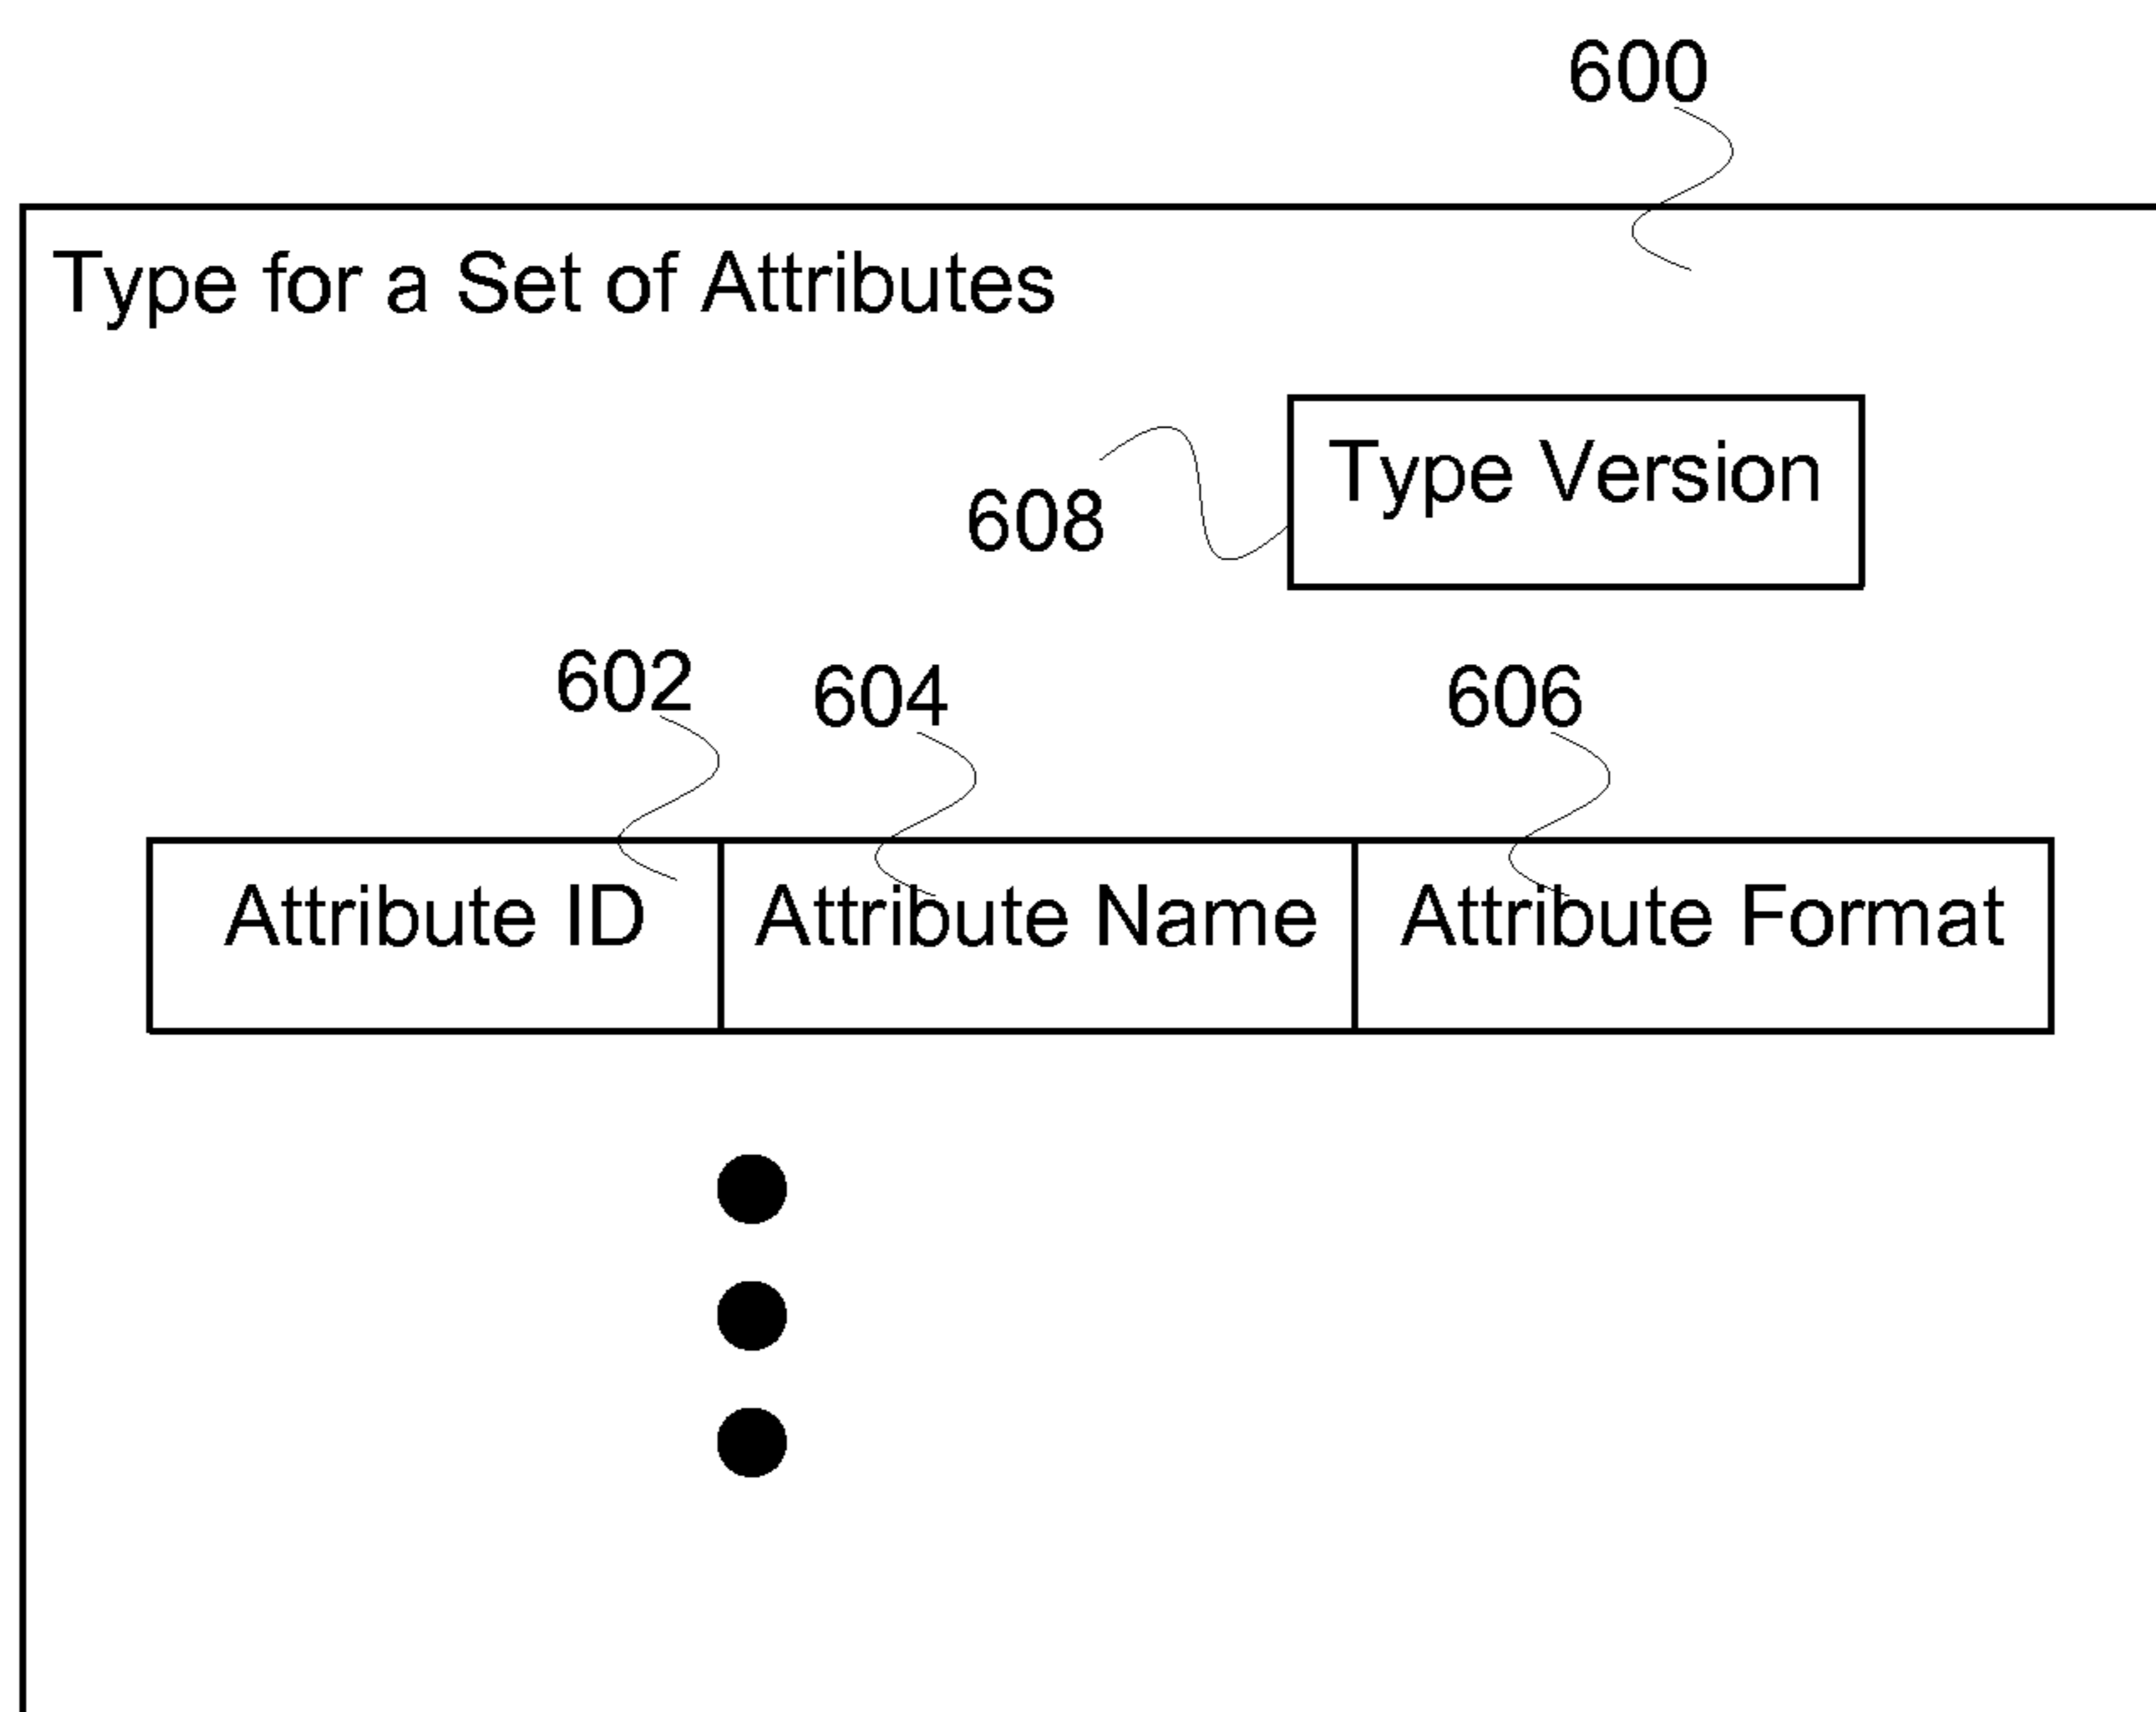 600
Type for a Set of Attributes
Type Version
608
602 604 606
Attribute ID Attribute Name Attribute Format